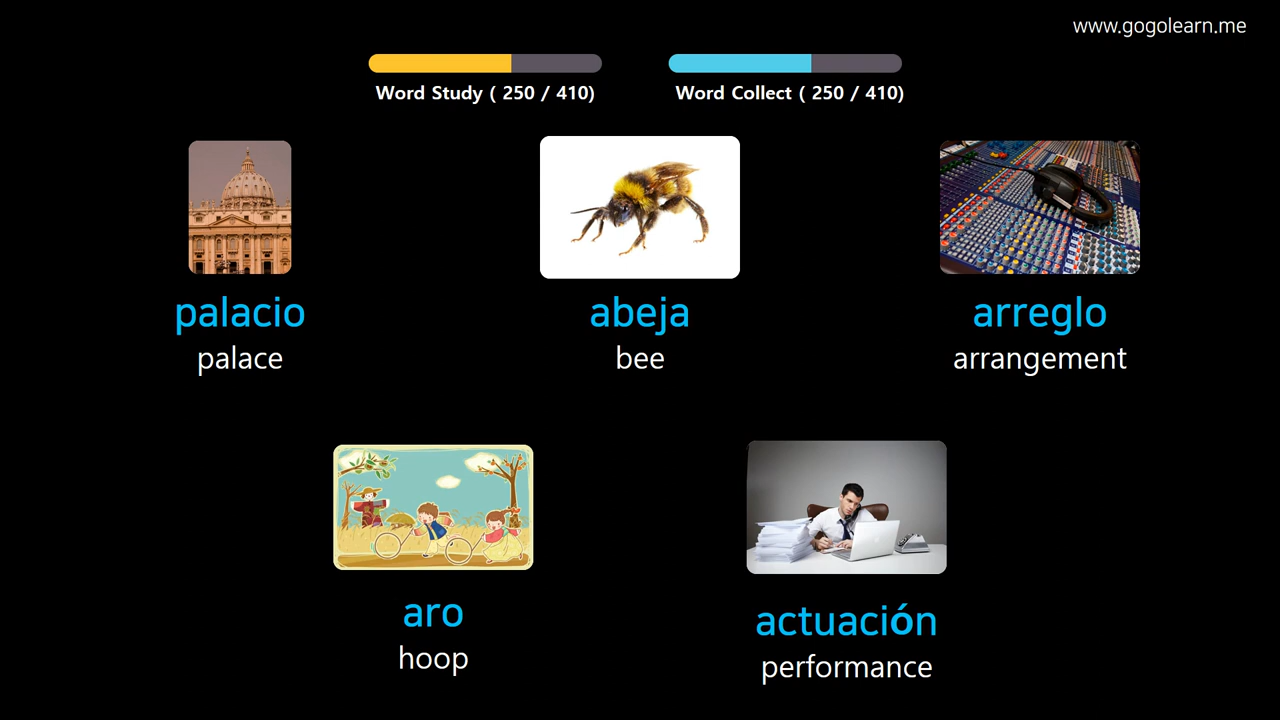 www.gogolearn.me
Word Study ( 250 / 410)
Word Collect ( 250 / 410)
palacio
palace
abeja
bee
arreglo
arrangement
aro
hoop
actuación
performance